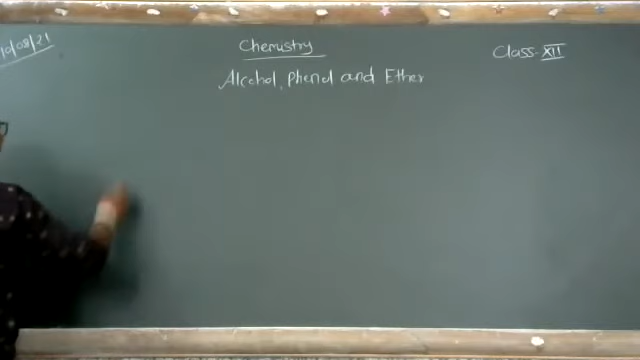 10/08/21
Chemistry
Class-XII
Alcohol, Phenol and Ether